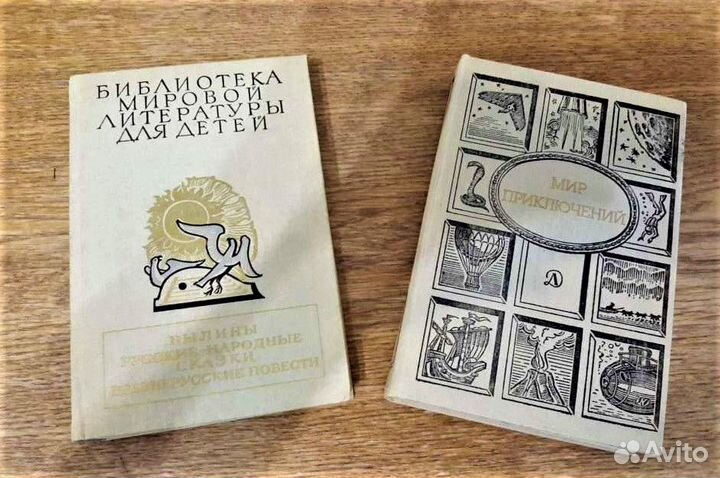 БИБЛИОТЕКА
МИРОВОЙ
ЛИТЕРАТУРЫ
ДЛЯ ДЕТЕЙ
БЫЛИНЫ
РУССКИЕ НАРОДНЫЕ
СКАЗКИ
ДРЕВНЕРУССКИЕ ПОВЕСТИ
МИР
ПРИКЛЮЧЕНИЙ
Avito